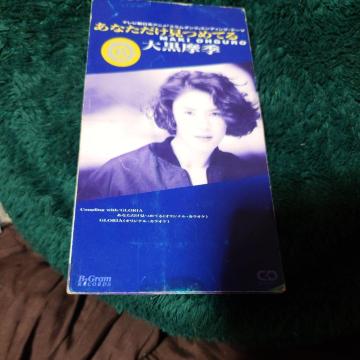 テレビ朝日系アニメ「スラムダンク」エンディング・テーマ
あなただけ見つめてる
MAKI OHGURO
大黒摩季
Coupling with/GLORIA
あなただけ見つめてる(オリジナル・カラオケ)
GLORIA(オリジナル・カラオケ)
B-Gram
RECORDS